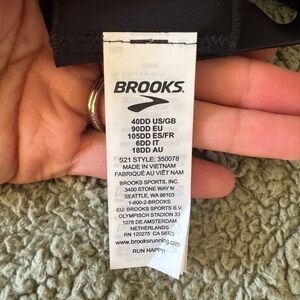 BROOKS
40DD US/GB
90DD EU
105DD ES/FR
6DD IT
18DD AU
S21 STYLE: 350078
MADE IN VIETNAM
FABRIQUÉ AU VIÊT NAM
BROOKS SPORTS, INC.
3400 STONE WAY N
SEATTLE, WA 98103
1-800-2-BROOKS
EU: BROOKS SPORTS B.V.
OLYMPISCH STADION 33
1076 DE AMSTERDAM
NETHERLANDS
RN 120275 CA 58323
www.brooksrunning.com
RUN HAPPY!